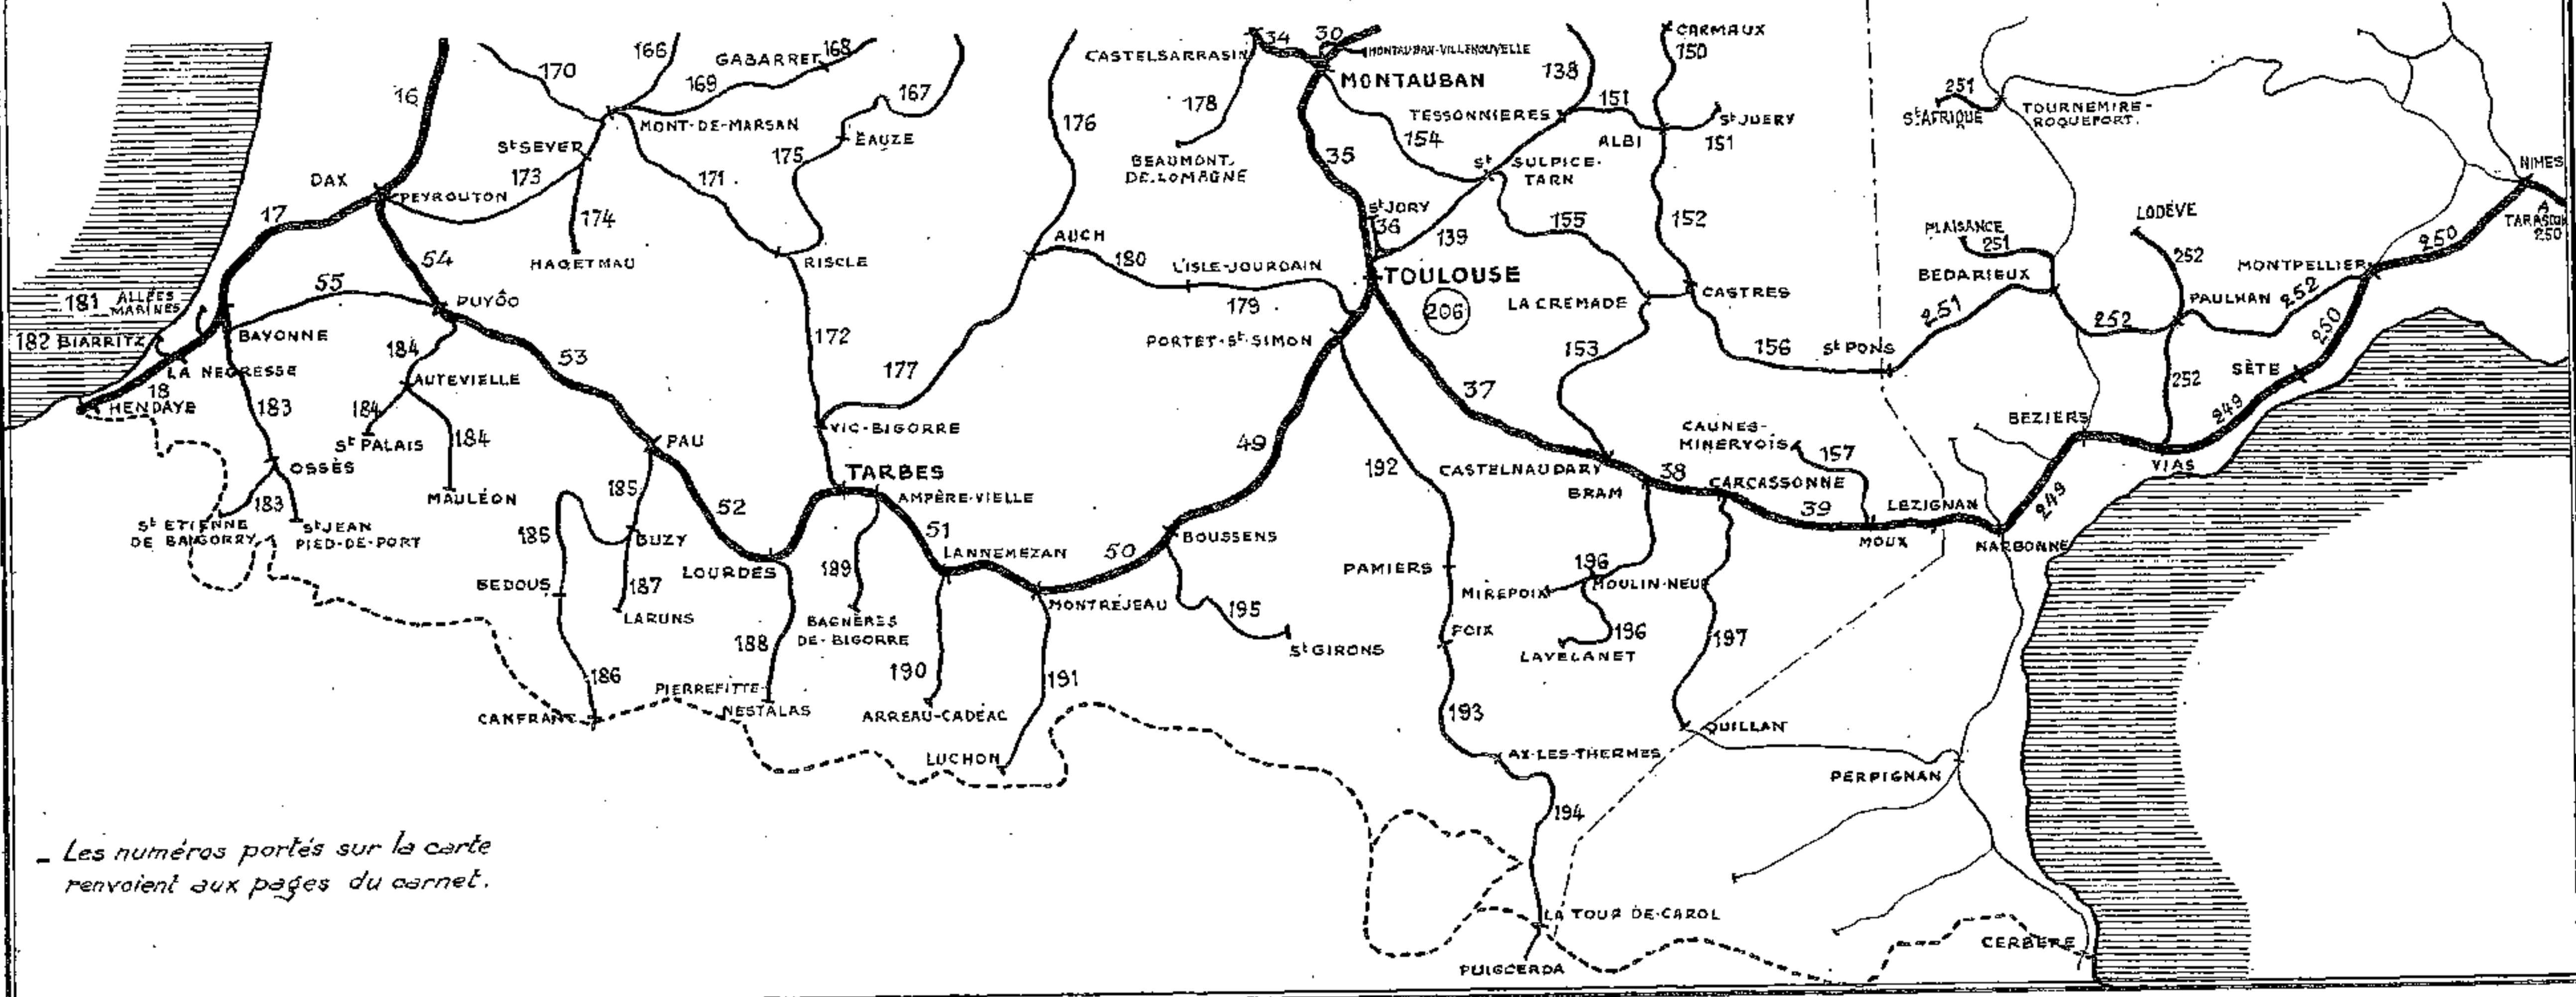 CARMAUX
166
GABARRET
168
34
30
MONTAUBAN-VILLENOUVELLE
150
CASTELSARRASIN
170
169
167
MONTAUBAN
138
16
178
251
TOURNEMIRE-
ROQUEFORT.
St AFRIQUE
TESSONNIERES
151
St JUERY
MONT-DE-MARSAN
176
EAUZE
154
ALBI
151
St SEVER
175
BEAUMONT.
DE.LOMAGNE
35
St SULPICE-
TARN
NIMES
DAX
173
171
PEYROUTON
17
174
St JORY
36
139
155
152
LODÈVE
A
TARASCON
250
PLAISANCE
251
250
HAGETMAU
RISCLE
AUCH
180
L'ISLE-JOURDAIN
54
TOULOUSE
206
252
MONTPELLIER
BEDARIEUX
55
181 ALLÉES
MARINES
PUYÔO
179
LA CREMADE
CASTRES
PAULHAN
252
251
252
250
182 BIARRITZ
BAYONNE
172
PORTET-St-SIMON
153
156
St PONS
184
53
LA NEGRESSE
18
HENDAYE
AUTEVIELLE
177
37
SÈTE
252
183
184
St PALAIS
184
VIC-BIGORRE
49
BEZIERS
249
CAUNES-
MINERVOIS
157
PAU
OSSÈS
TARBES
192
CASTELNAUDARY
38
VIAS
MAULÉON
185
AMPÈRE-VIELLE
BRAM
CARCASSONNE
183
52
39
LEZIGNAN
249
St ETIENNE
DE BAIGORRY
St JEAN
PIED-DE-PORT
185
BUZY
51
LANNEMEZAN
50
BOUSSENS
MOUX
NARBONNE
LOURDES
189
PAMIERS
196
BEDOUS
187
MIREPOIX
MOULIN-NEUF
LARUNS
BAGNÈRES
DE-BIGORRE
MONTRÉJEAU
195
188
St GIRONS
FOIX
196
197
LAVELANET
186
190
191
PIERREFITTE-
NESTALAS
CANFRANC
ARREAU-CADÉAC
193
QUILLAN
LUCHON
AX-LES-THERMES
PERPIGNAN
194
- Les numéros portés sur la carte
renvoient aux pages du carnet.
LA TOUR DE-CAROL
CERBÈRE
PUIGCERDA